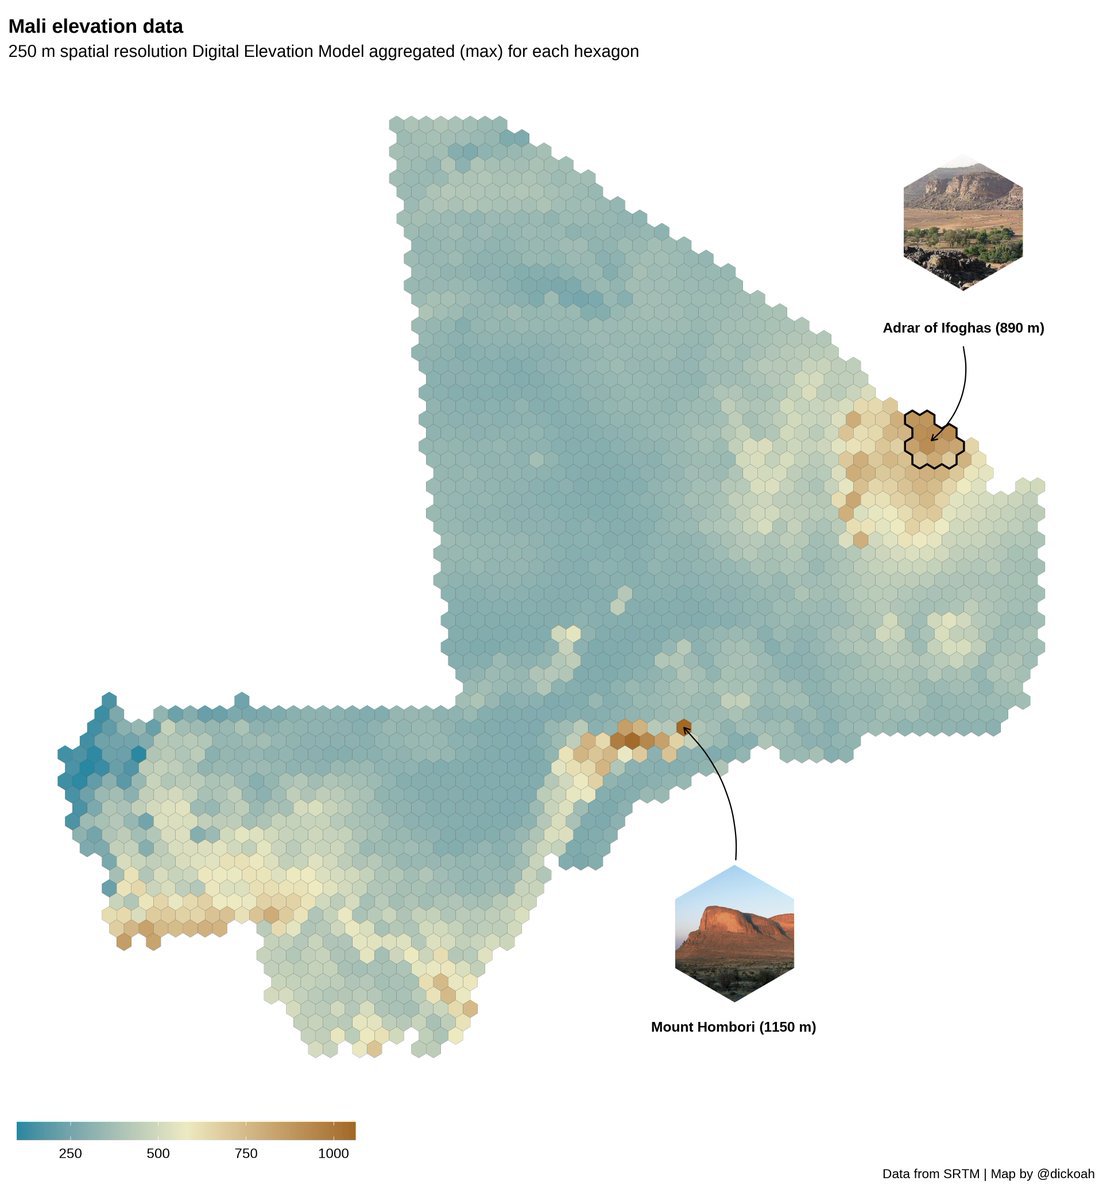 Mali elevation data
250 m spatial resolution Digital Elevation Model aggregated (max) for each hexagon
Adrar of Ifoghas (890 m)
Mount Hombori (1150 m)
250 500 750 1000
Data from SRTM | Map by @dickoah